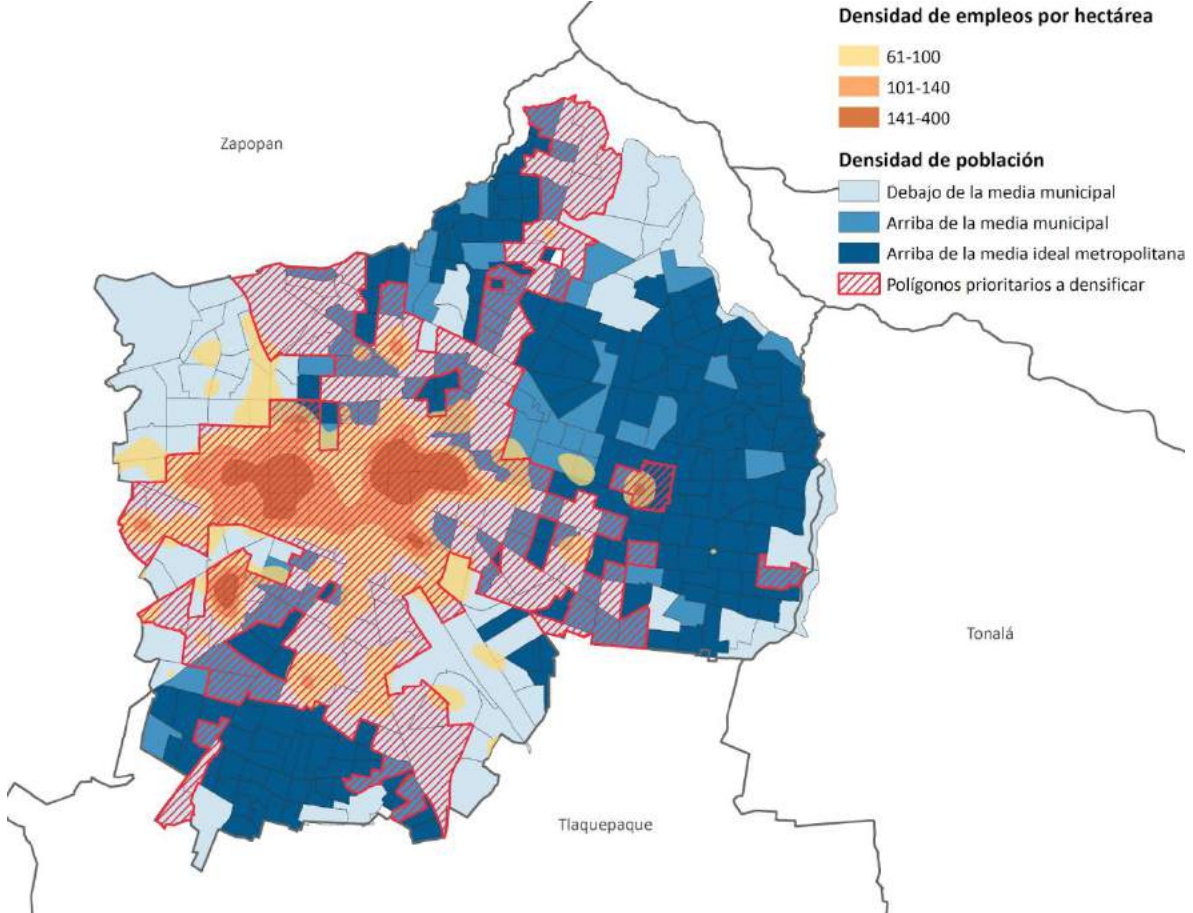 Densidad de empleos por hectárea
61-100
101-140
141-400
Densidad de población
Debajo de la media municipal
Arriba de la media municipal
Arriba de la media ideal metropolitana
Polígonos prioritarios a densificar
Zapopan
Tonalá
Tlaquepaque